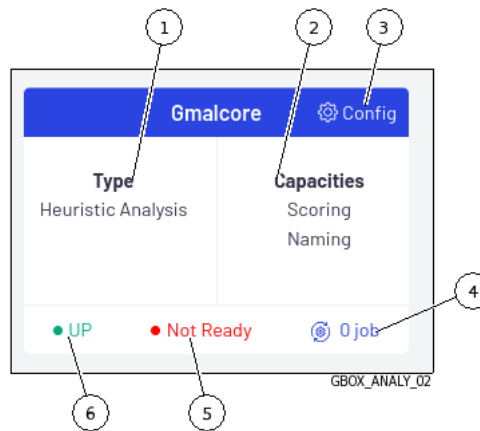 1 2 3
Gmalcore Config
Type Capacities
Heuristic Analysis Scoring
Naming
4
UP Not Ready 0 job
GBOX_ANALY_02
6 5